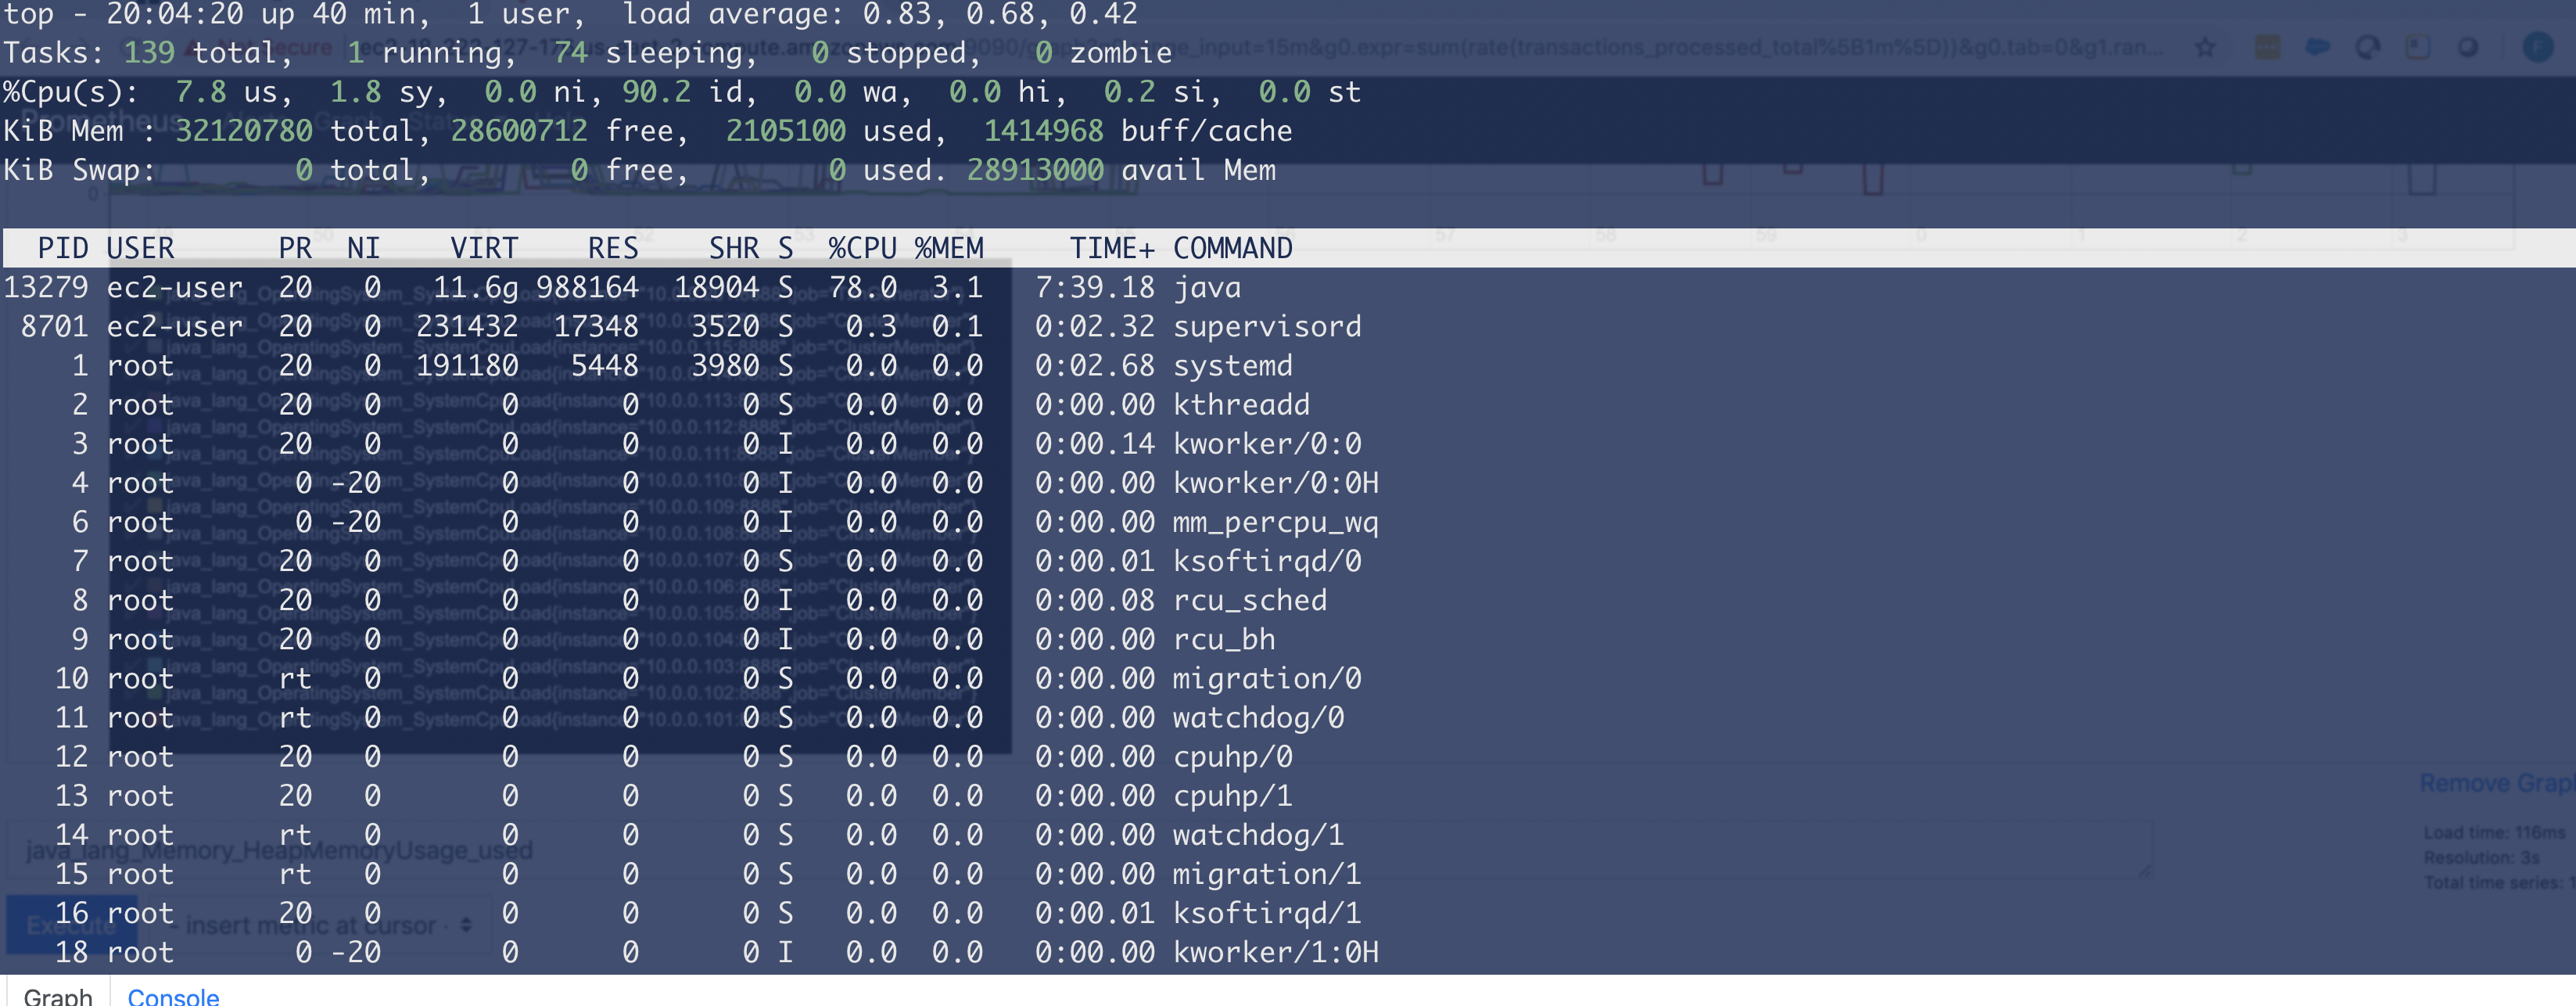 top - 20:04:20 up 40 min,  1 user,  load average: 0.83, 0.68, 0.42
Tasks: 139 total,   1 running,  74 sleeping,   0 stopped,   0 zombie
%Cpu(s):  7.8 us,  1.8 sy,  0.0 ni, 90.2 id,  0.0 wa,  0.0 hi,  0.2 si,  0.0 st
KiB Mem : 32120780 total, 28600712 free,  2105100 used,  1414968 buff/cache
KiB Swap:        0 total,        0 free,        0 used. 28913000 avail Mem
  PID USER      PR  NI    VIRT    RES    SHR S  %CPU %MEM     TIME+ COMMAND
13279 ec2-user  20   0   11.6g 988164  18904 S  78.0  3.1   7:39.18 java
 8701 ec2-user  20   0  231432  17348   3520 S   0.3  0.1   0:02.32 supervisord
    1 root      20   0  191180   5448   3980 S   0.0  0.0   0:02.68 systemd
    2 root      20   0       0      0      0 S   0.0  0.0   0:00.00 kthreadd
    3 root      20   0       0      0      0 I   0.0  0.0   0:00.14 kworker/0:0
    4 root       0 -20       0      0      0 I   0.0  0.0   0:00.00 kworker/0:0H
    6 root       0 -20       0      0      0 I   0.0  0.0   0:00.00 mm_percpu_wq
    7 root      20   0       0      0      0 S   0.0  0.0   0:00.01 ksoftirqd/0
    8 root      20   0       0      0      0 I   0.0  0.0   0:00.08 rcu_sched
    9 root      20   0       0      0      0 I   0.0  0.0   0:00.00 rcu_bh
   10 root      rt   0       0      0      0 S   0.0  0.0   0:00.00 migration/0
   11 root      rt   0       0      0      0 S   0.0  0.0   0:00.00 watchdog/0
   12 root      20   0       0      0      0 S   0.0  0.0   0:00.00 cpuhp/0
   13 root      20   0       0      0      0 S   0.0  0.0   0:00.00 cpuhp/1
   14 root      rt   0       0      0      0 S   0.0  0.0   0:00.00 watchdog/1
   15 root      rt   0       0      0      0 S   0.0  0.0   0:00.00 migration/1
   16 root      20   0       0      0      0 S   0.0  0.0   0:00.01 ksoftirqd/1
   18 root       0 -20       0      0      0 I   0.0  0.0   0:00.00 kworker/1:0H
Remove Graph
Load time: 116ms
Resolution: 3s
Total time series: 1
java_lang_Memory_HeapMemoryUsage_used
Execute - insert metric at cursor -
Graph Console